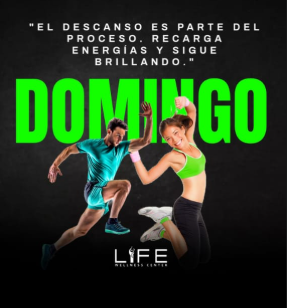 "EL DESCANSO ES PARTE DEL
PROCESO. RECARGA
ENERGÍAS Y SIGUE
BRILLANDO."
DOMINGO
LIFE
WELLNESS CENTER